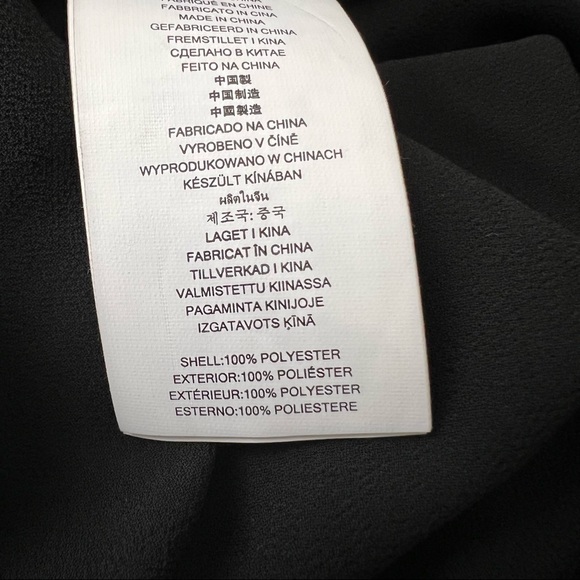 FABRIQUÉ EN CHINE
FABBRICATO IN CINA
MADE IN CHINA
GEFABRICEERD IN CHINA
FREMSTILLET I KINA
СДЕЛАНО В КИТАЕ
FEITO NA CHINA
中国製
中国制造
中國製造
FABRICADO NA CHINA
VYROBENO V ČÍNĚ
WYPRODUKOWANO W CHINACH
KÉSZÜLT KÍNÁBAN
ผลิตในจีน
제조국: 중국
LAGET I KINA
FABRICAT ÎN CHINA
TILLVERKAD I KINA
VALMISTETTU KIINASSA
PAGAMINTA KINIJOJE
IZGATAVOTS ĶĪNĀ
SHELL:100% POLYESTER
EXTERIOR:100% POLIÉSTER
EXTÉRIEUR:100% POLYESTER
ESTERNO:100% POLIESTERE